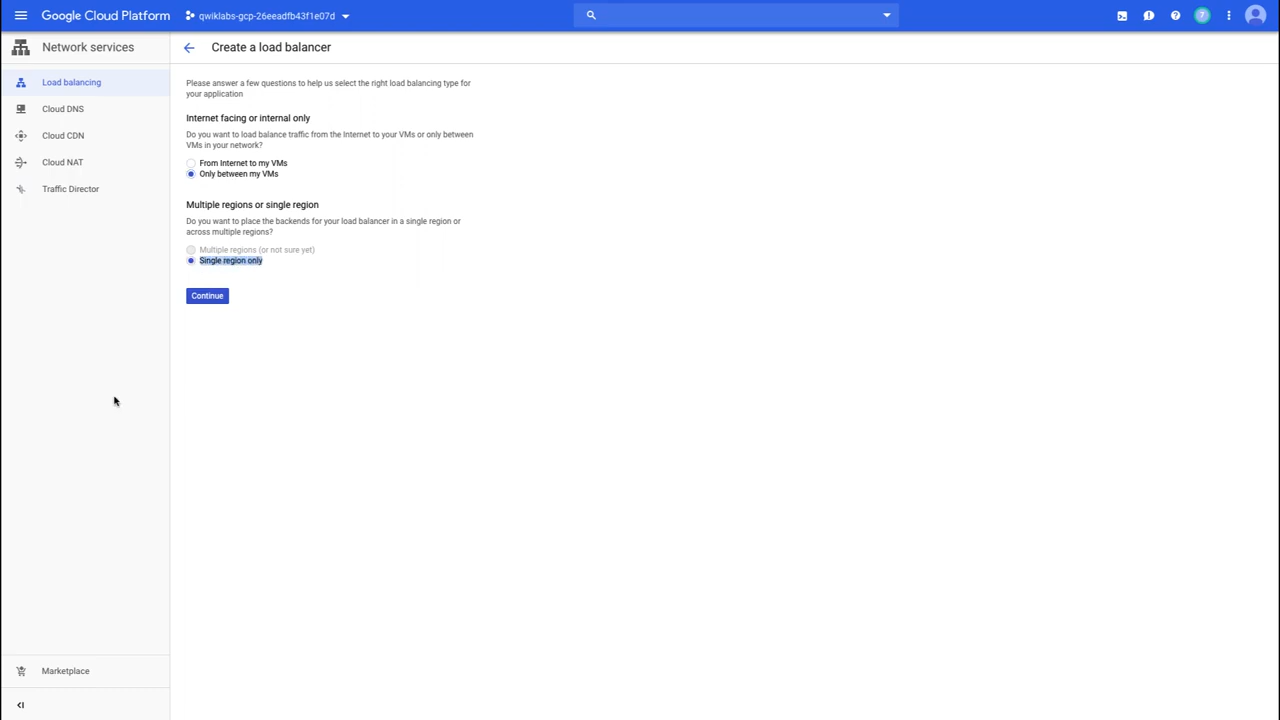 Google Cloud Platform
qwiklabs-gcp-26eeadfb43f1e07d
7
Network services
Create a load balancer
Load balancing
Cloud DNS
Cloud CDN
Cloud NAT
Traffic Director
Please answer a few questions to help us select the right load balancing type for
your application
Internet facing or internal only
Do you want to load balance traffic from the Internet to your VMs or only between
VMs in your network?
From Internet to my VMs
Only between my VMs
Multiple regions or single region
Do you want to place the backends for your load balancer in a single region or
across multiple regions?
Multiple regions (or not sure yet)
Single region only
Continue
Marketplace